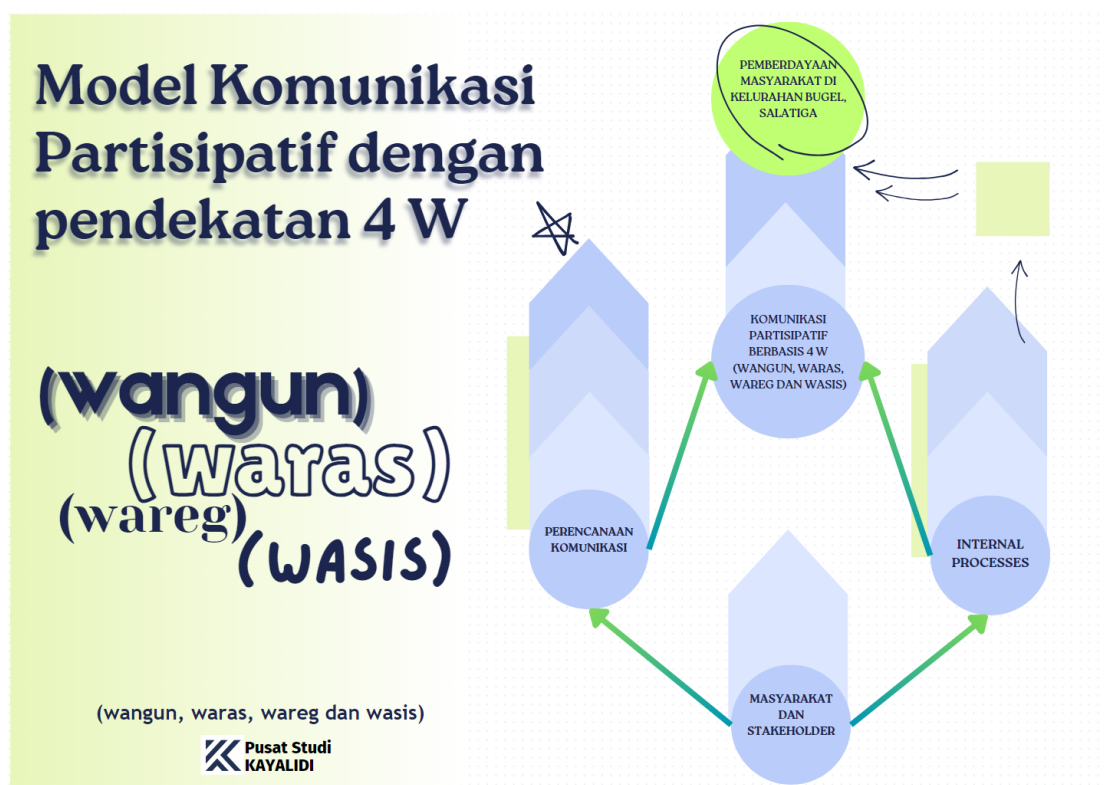 Model Komunikasi
Partisipatif dengan
pendekatan 4 W
(wangun)
(waras)
(wareg)
(WASIS)
(wangun, waras, wareg dan wasis)
Pusat Studi
KAYALIDI
PEMBERDAYAAN
MASYARAKAT DI
KELURAHAN BUGEL,
SALATIGA
KOMUNIKASI
PARTISIPATIF
BERBASIS 4 W
(WANGUN, WARAS,
WAREG DAN WASIS)
PERENCANAAN
KOMUNIKASI
INTERNAL
PROCESSES
MASYARAKAT
DAN
STAKEHOLDER